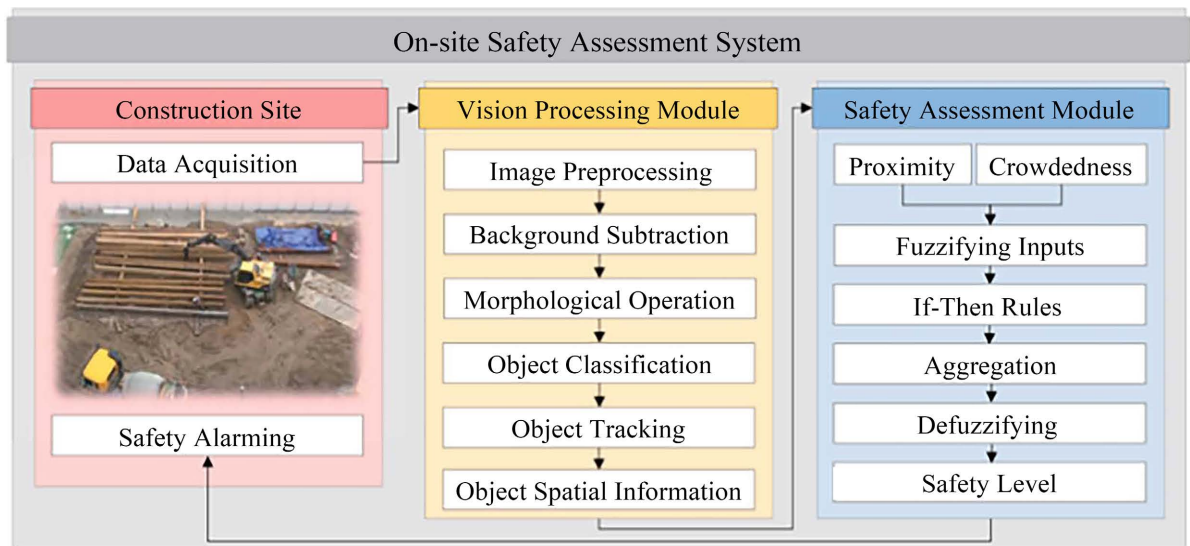 On-site Safety Assessment System
Construction Site
Data Acquisition
Safety Alarming
Vision Processing Module
Image Preprocessing
Background Subtraction
Morphological Operation
Object Classification
Object Tracking
Object Spatial Information
Safety Assessment Module
Proximity
Crowdedness
Fuzzifying Inputs
If-Then Rules
Aggregation
Defuzzifying
Safety Level